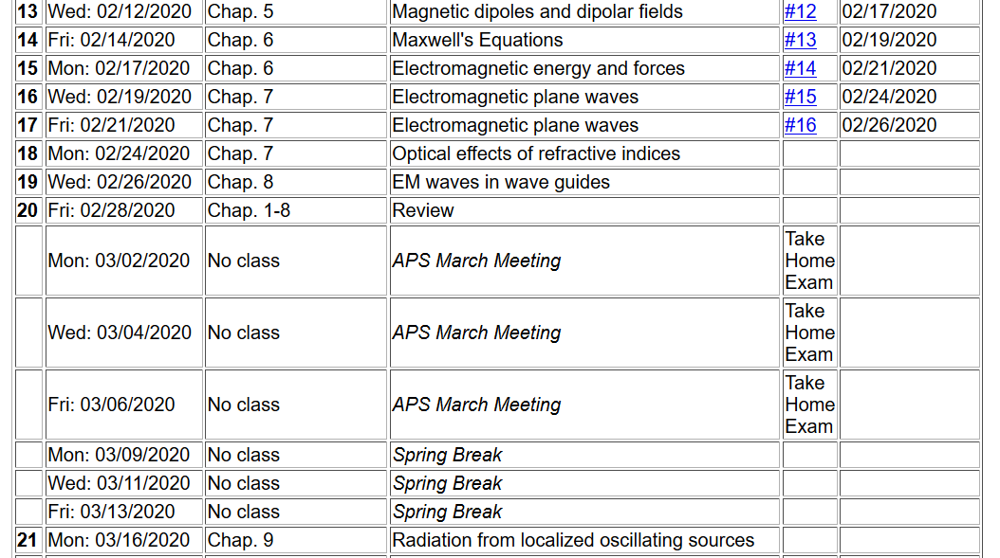 13 Wed: 02/12/2020 Chap. 5 Magnetic dipoles and dipolar fields #12 02/17/2020
14 Fri: 02/14/2020 Chap. 6 Maxwell's Equations #13 02/19/2020
15 Mon: 02/17/2020 Chap. 6 Electromagnetic energy and forces #14 02/21/2020
16 Wed: 02/19/2020 Chap. 7 Electromagnetic plane waves #15 02/24/2020
17 Fri: 02/21/2020 Chap. 7 Electromagnetic plane waves #16 02/26/2020
18 Mon: 02/24/2020 Chap. 7 Optical effects of refractive indices
19 Wed: 02/26/2020 Chap. 8 EM waves in wave guides
20 Fri: 02/28/2020 Chap. 1-8 Review
Mon: 03/02/2020 No class APS March Meeting Take
Home
Exam
Wed: 03/04/2020 No class APS March Meeting Take
Home
Exam
Fri: 03/06/2020 No class APS March Meeting Take
Home
Exam
Mon: 03/09/2020 No class Spring Break
Wed: 03/11/2020 No class Spring Break
Fri: 03/13/2020 No class Spring Break
21 Mon: 03/16/2020 Chap. 9 Radiation from localized oscillating sources